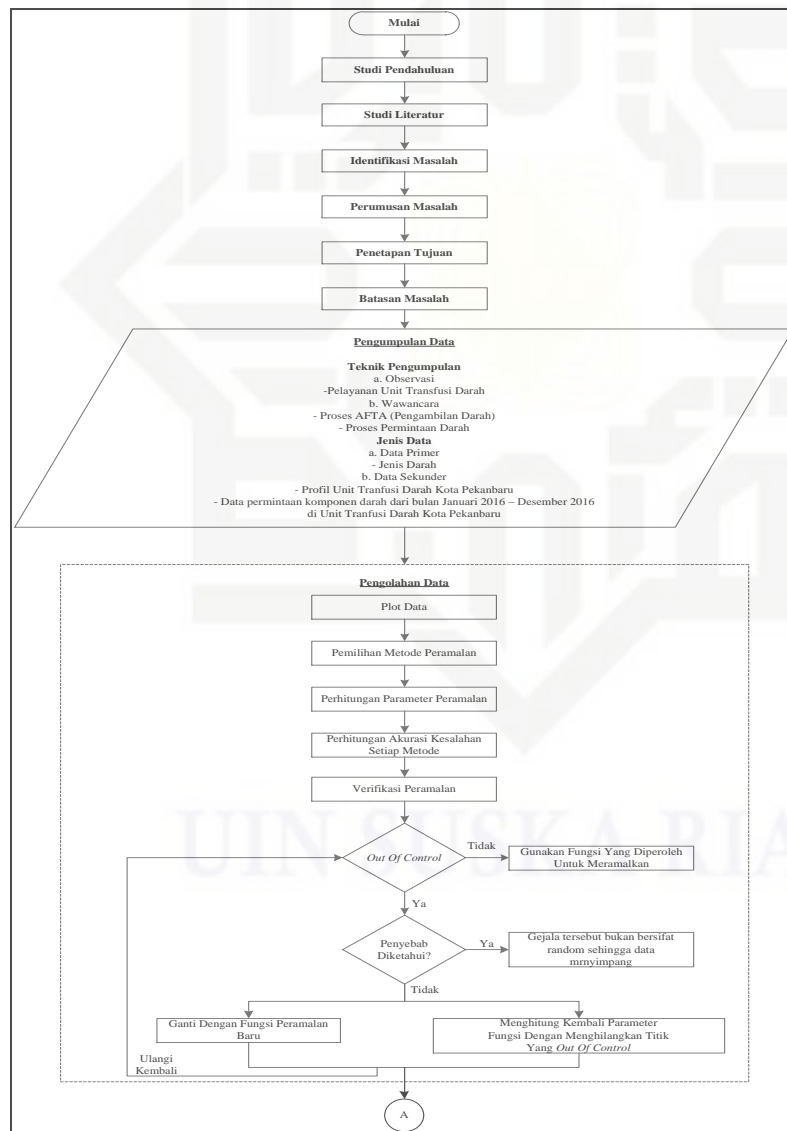 Mulai
Studi Pendahuluan
Studi Literatur
Identifikasi Masalah
Perumusan Masalah
Penetapan Tujuan
Batasan Masalah
Pengumpulan Data
Teknik Pengumpulan
a. Observasi
-Pelayanan Unit Transfusi Darah
b. Wawancara
- Proses AFTA (Pengambilan Darah)
- Proses Permintaan Darah
Jenis Data
a. Data Primer
- Jenis Darah
b. Data Sekunder
- Profil Unit Tranfusi Darah Kota Pekanbaru
- Data permintaan komponen darah dari bulan Januari 2016 – Desember 2016
di Unit Tranfusi Darah Kota Pekanbaru
Pengolahan Data
Plot Data
Pemilihan Metode Peramalan
Perhitungan Parameter Peramalan
Perhitungan Akurasi Kesalahan
Setiap Metode
Verifikasi Peramalan
UIN SUSKA RIA
Out Of Control
Tidak
Gunakan Fungsi Yang Diperoleh
Untuk Meramalkan
Ya
Penyebab
Diketahui?
Ya
Gejala tersebut bukan bersifat
random sehingga data
mrnyimpang
Tidak
Ganti Dengan Fungsi Peramalan
Baru
Menghitung Kembali Parameter
Fungsi Dengan Menghilangkan Titik
Yang Out Of Control
Ulangi
Kembali
A